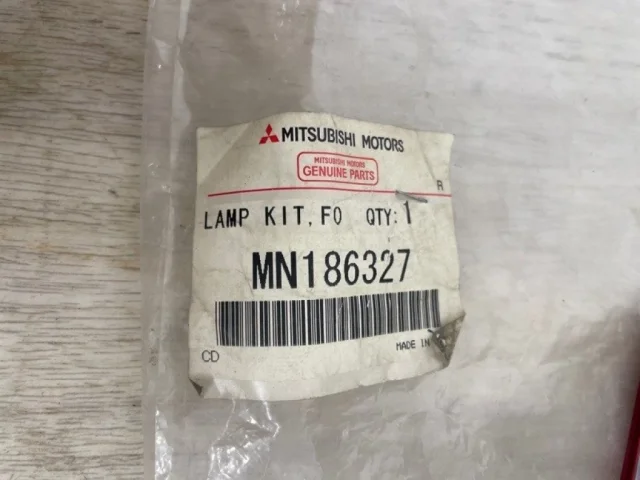 MITSUBISHI MOTORS
MITSUBISHI MOTORS
GENUINE PARTS
R
LAMP KIT, FO QTY: 1
MN186327
CD MADE IN